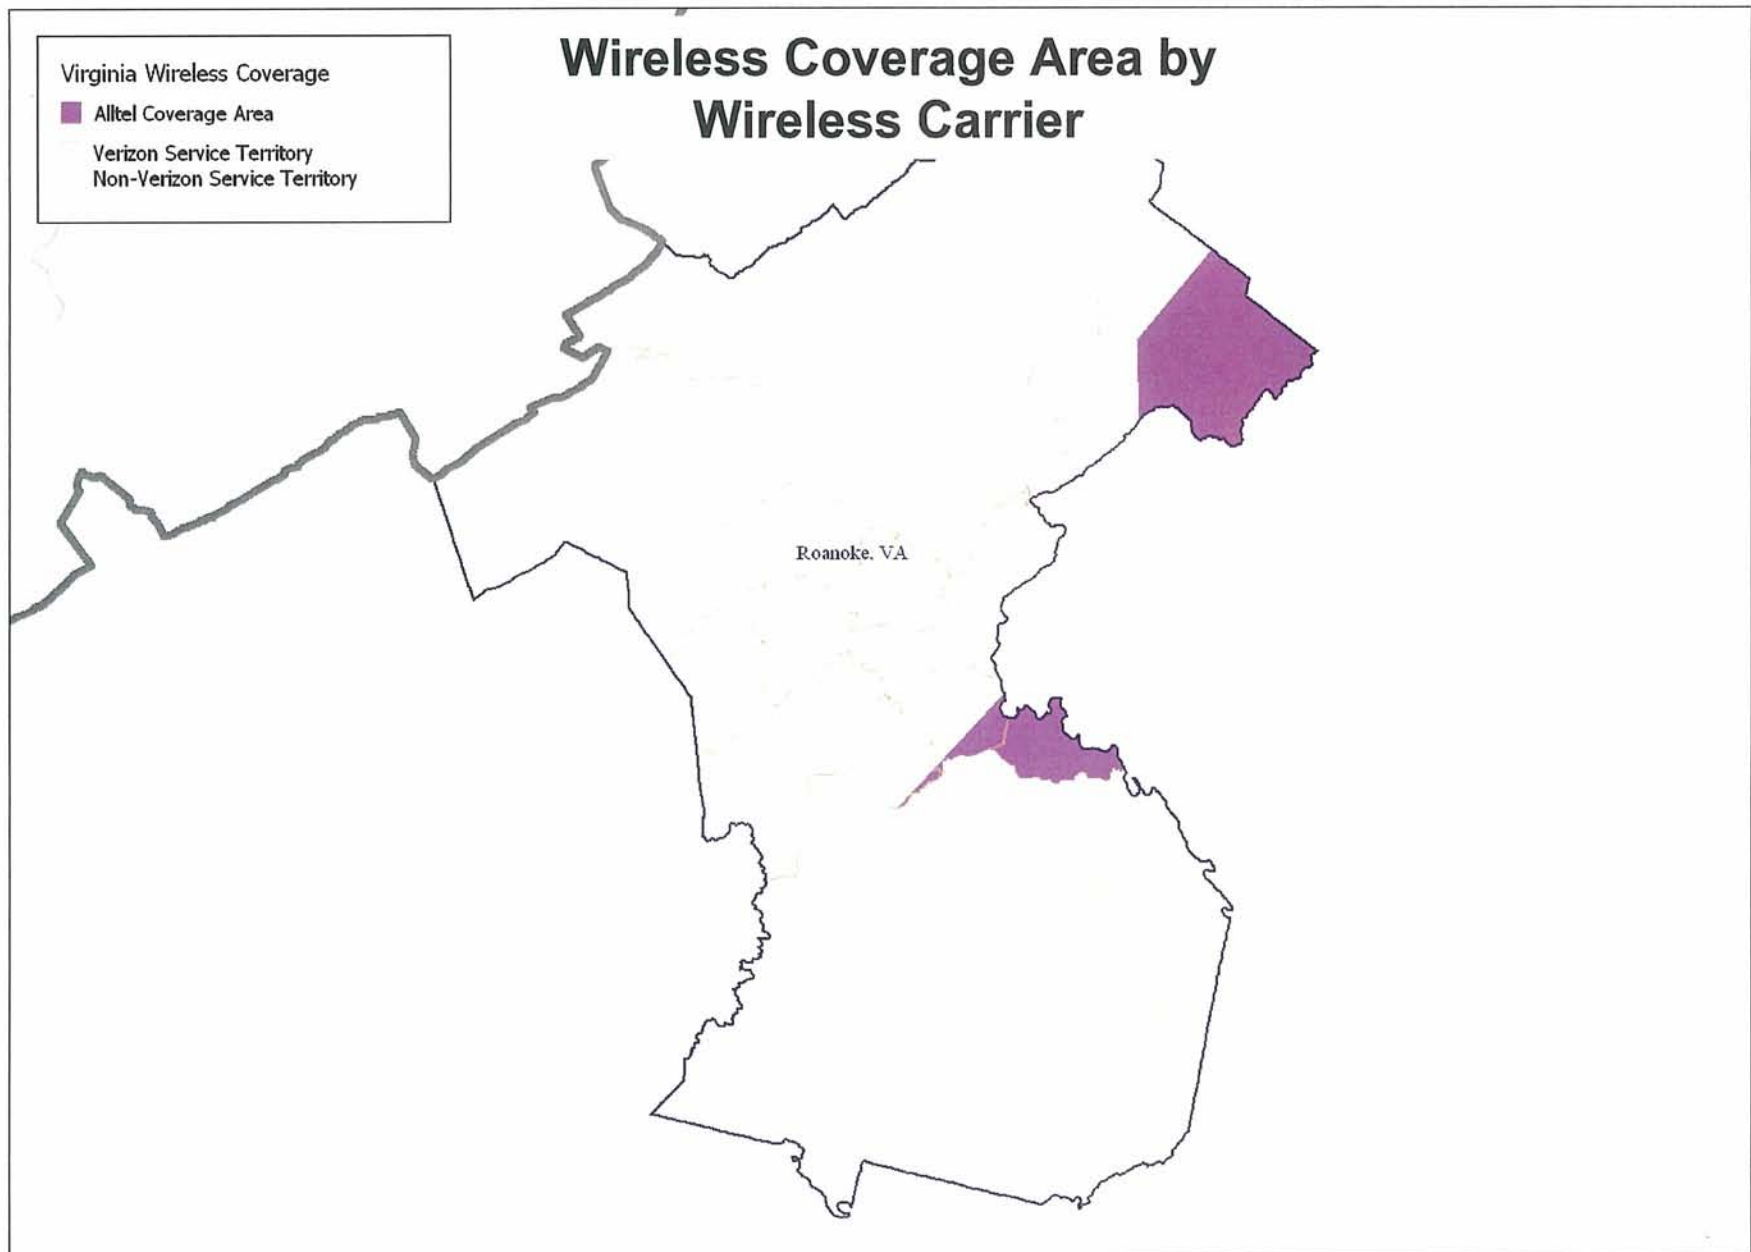 Wireless Coverage Area by
Wireless Carrier
Virginia Wireless Coverage
Alltel Coverage Area
Verizon Service Territory
Non-Verizon Service Territory
Roanoke, VA